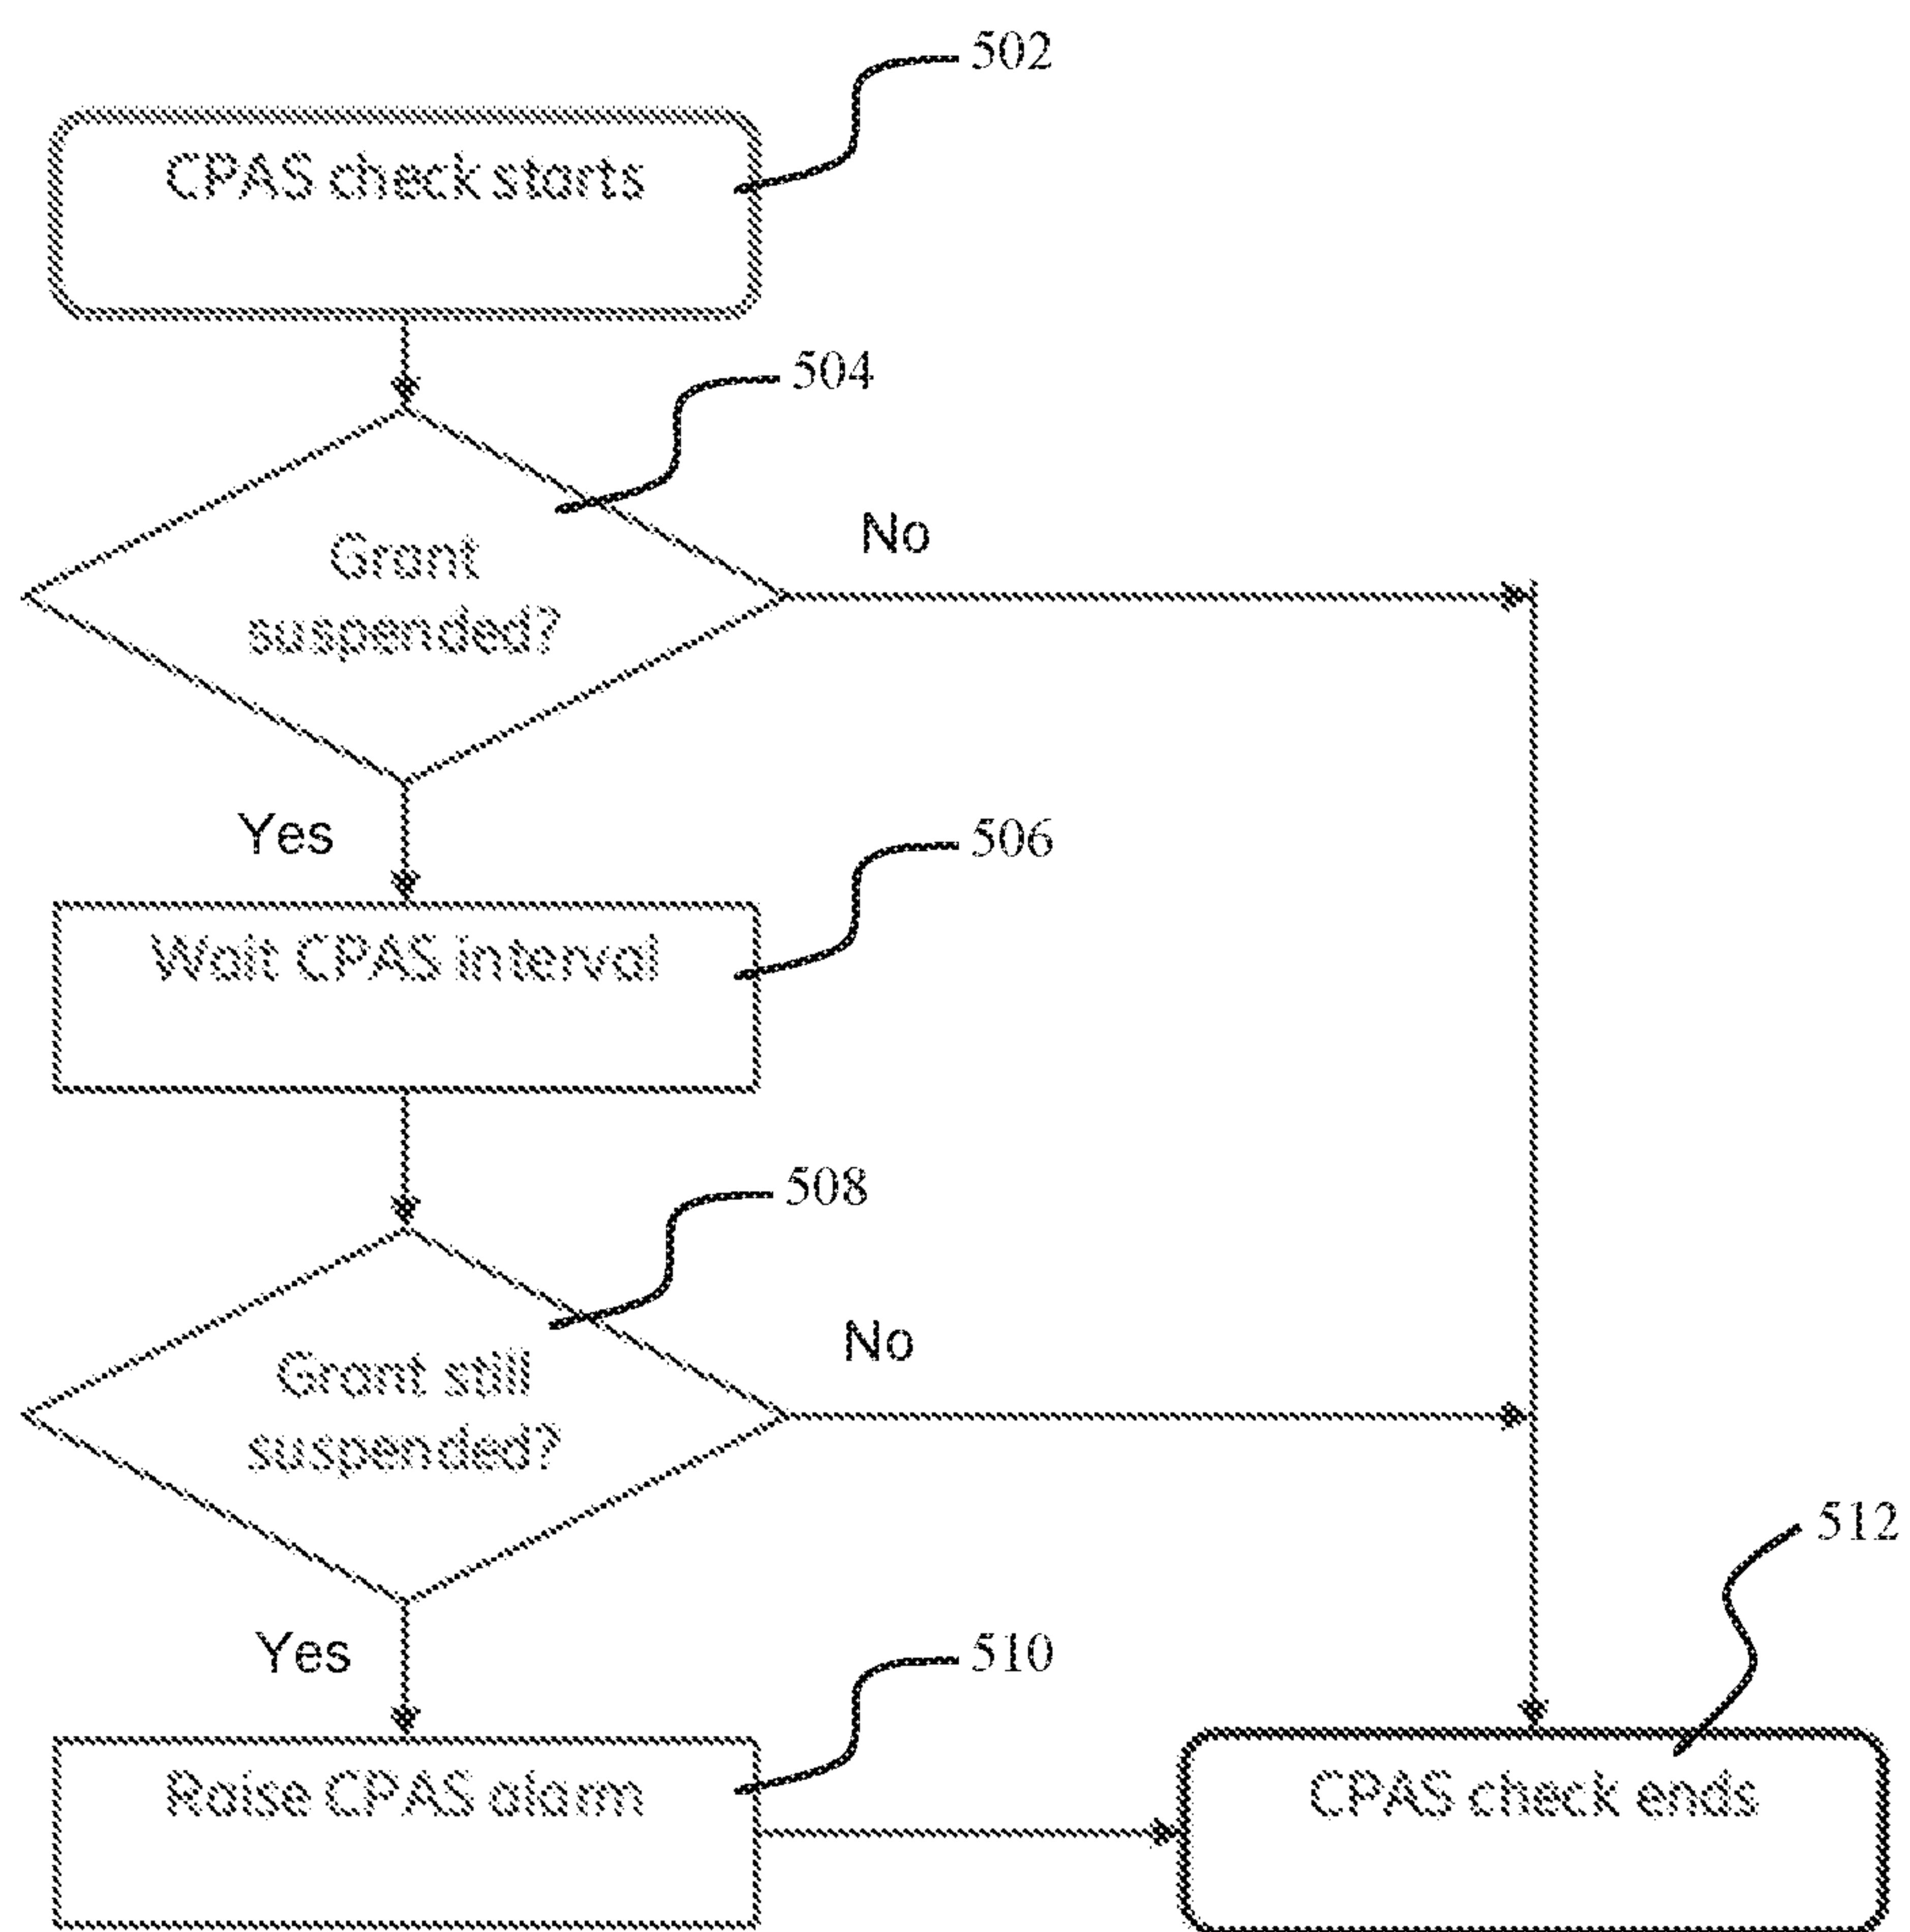 502
CPAS check starts
504
Grant
suspended?
No
Yes
506
Wait CPAS interval
508
Grant still
suspended?
No
Yes
510
Raise CPAS alarm
512
CPAS check ends